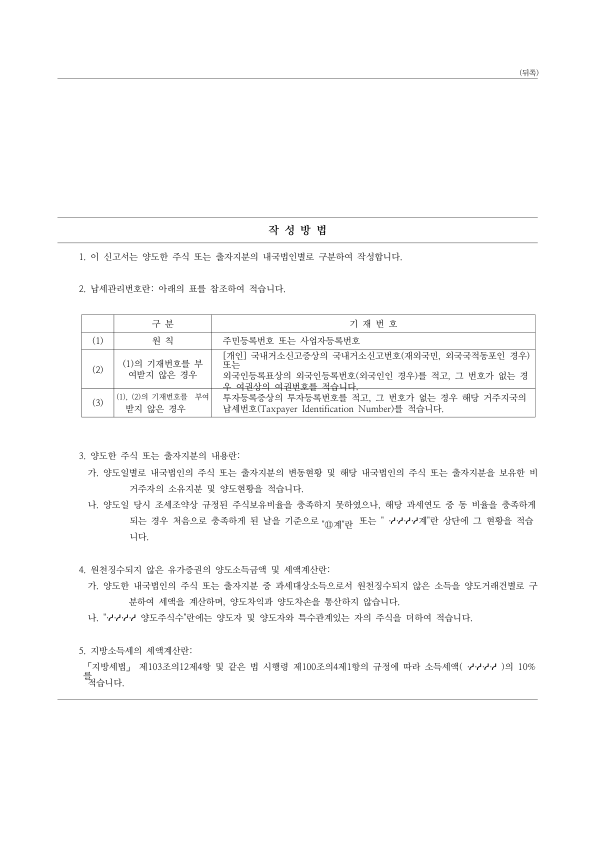 (뒤쪽)
작 성 방 법
1. 이 신고서는 양도한 주식 또는 출자지분의 내국법인별로 구분하여 작성합니다.
2. 납세관리번호란: 아래의 표를 참조하여 적습니다.
구 분 기 재 번 호
(1) 원 칙 주민등록번호 또는 사업자등록번호
(2) (1)의 기재번호를 부여받지 않은 경우 [개인] 국내거소신고증상의 국내거소신고번호(재외국민, 외국국적동포인 경우)
또는
외국인등록표상의 외국인등록번호(외국인인 경우)를 적고, 그 번호가 없는 경
우 여권상의 여권번호를 적습니다.
(3) (1), (2)의 기재번호를 부여받지 않은 경우 투자등록증상의 투자등록번호를 적고, 그 번호가 없는 경우 해당 거주지국의
납세번호(Taxpayer Identification Number)를 적습니다.
3. 양도한 주식 또는 출자지분의 내용란:
가. 양도일별로 내국법인의 주식 또는 출자지분의 변동현황 및 해당 내국법인의 주식 또는 출자지분을 보유한 비
거주자의 소유지분 및 양도현황을 적습니다.
나. 양도일 당시 조세조약상 규정된 주식보유비율을 충족하지 못하였으나, 해당 과세연도 중 동 비율을 충족하게
되는 경우 처음으로 충족하게 된 날을 기준으로 "계"란 또는 "계"란 상단에 그 현황을 적습
니다.
4. 원천징수되지 않은 유가증권의 양도소득금액 및 세액계산란:
가. 양도한 내국법인의 주식 또는 출자지분 중 과세대상소득으로서 원천징수되지 않은 소득을 양도거래건별로 구
분하여 세액을 계산하며, 양도차익과 양도차손을 통산하지 않습니다.
나. " 양도주식수"란에는 양도자 및 양도자와 특수관계있는 자의 주식을 더하여 적습니다.
5. 지방소득세의 세액계산란:
「지방세법」 제103조의12제4항 및 같은 법 시행령 제100조의4제1항의 규정에 따라 소득세액( )의 10%
를
적습니다.